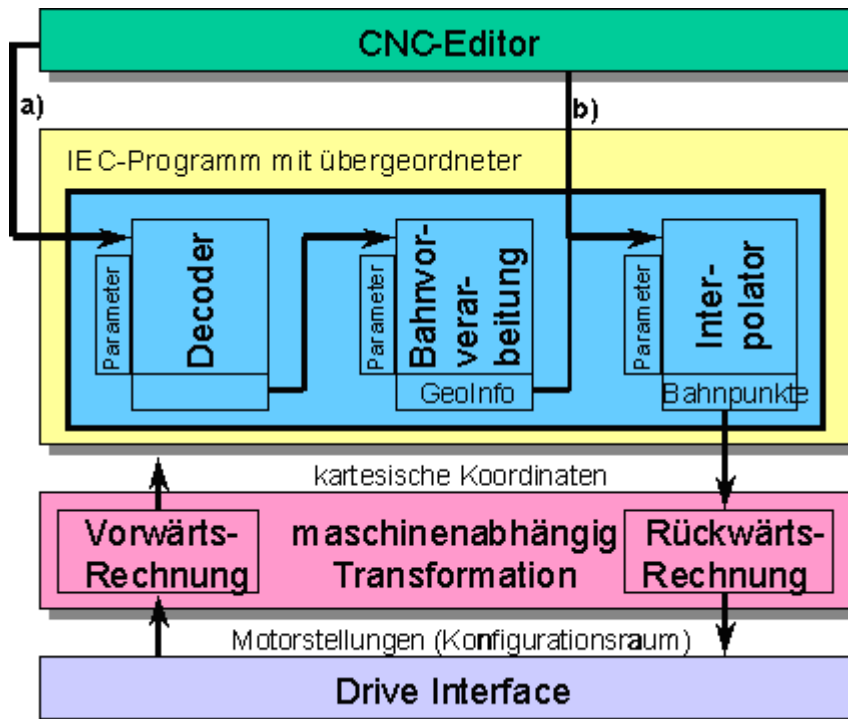 CNC-Editor
a)
b)
IEC-Programm mit übergeordneter
Parameter
Decoder
Parameter
Bahnvor-
verar-
beitung
GeoInfo
Parameter
Inter-
polator
Bahnpunkte
kartesische Koordinaten
Vorwärts-
Rechnung
maschinenabhängig
Transformation
Rückwärts-
Rechnung
Motorstellungen (Konfigurationsraum)
Drive Interface